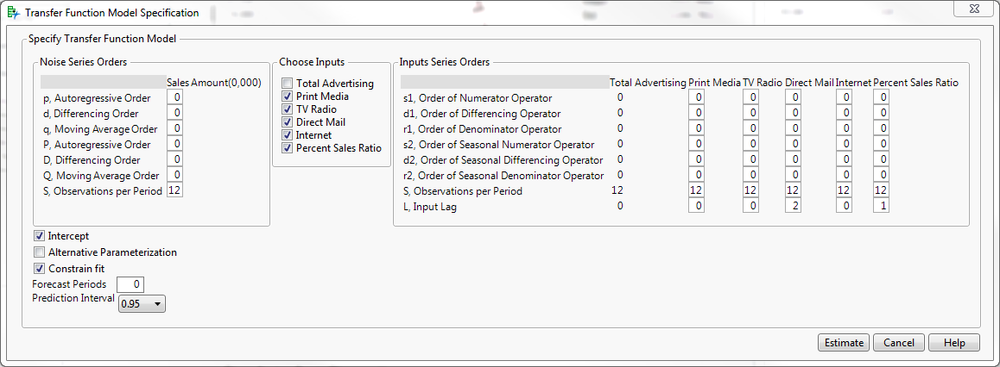 Transfer Function Model Specification
Specify Transfer Function Model
Noise Series Orders
Sales Amount(0,000)
p, Autoregressive Order 0
d, Differencing Order 0
q, Moving Average Order 0
P, Autoregressive Order 0
D, Differencing Order 0
Q, Moving Average Order 0
S, Observations per Period 12
Choose Inputs
Total Advertising
Print Media
TV Radio
Direct Mail
Internet
Percent Sales Ratio
Inputs Series Orders
Total Advertising Print Media TV Radio Direct Mail Internet Percent Sales Ratio
s1, Order of Numerator Operator 0 0 0 0 0 0
d1, Order of Differencing Operator 0 0 0 0 0 0
r1, Order of Denominator Operator 0 0 0 0 0 0
s2, Order of Seasonal Numerator Operator 0 0 0 0 0 0
d2, Order of Seasonal Differencing Operator 0 0 0 0 0 0
r2, Order of Seasonal Denominator Operator 0 0 0 0 0 0
S, Observations per Period 12 12 12 12 12 12
L, Input Lag 0 0 0 2 0 1
Intercept
Alternative Parameterization
Constrain fit
Forecast Periods 0
Prediction Interval 0.95
Estimate Cancel Help